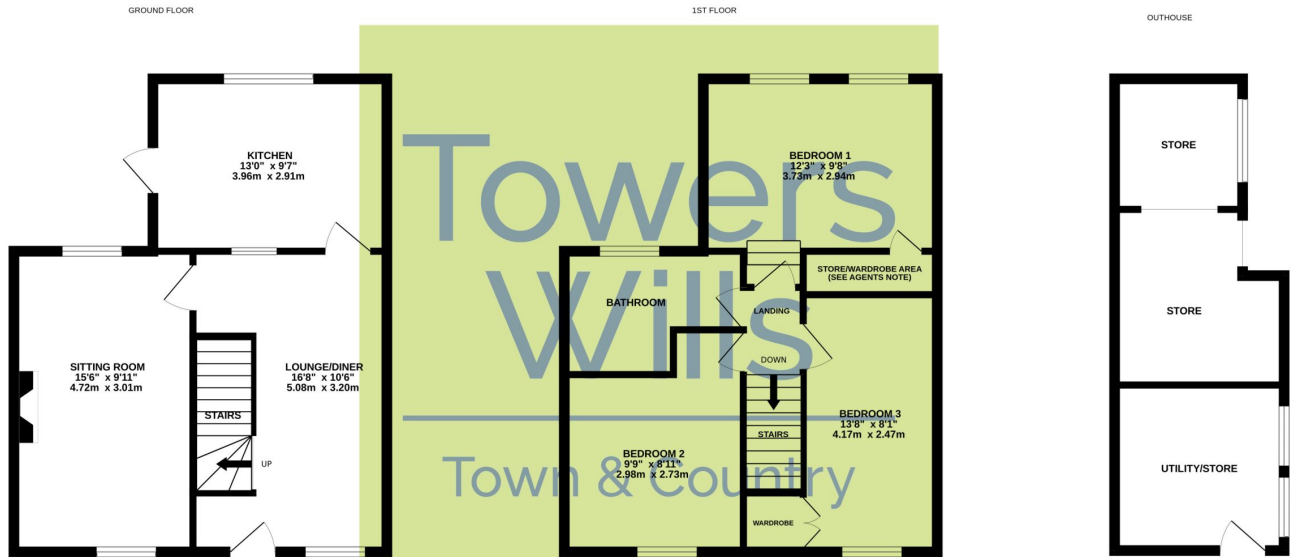 GROUND FLOOR
1ST FLOOR
OUTHOUSE
Towers
Wills
Town & Country
KITCHEN
13'0" x 9'7"
3.96m x 2.91m
SITTING ROOM
15'6" x 9'11"
4.72m x 3.01m
LOUNGE/DINER
16'8" x 10'6"
5.08m x 3.20m
STAIRS
UP
BEDROOM 1
12'3" x 9'8"
3.73m x 2.94m
STORE/WARDROBE AREA
(SEE AGENTS NOTE)
BATHROOM
LANDING
DOWN
STAIRS
BEDROOM 3
13'8" x 8'1"
4.17m x 2.47m
BEDROOM 2
9'9" x 8'11"
2.98m x 2.73m
WARDROBE
STORE
STORE
UTILITY/STORE